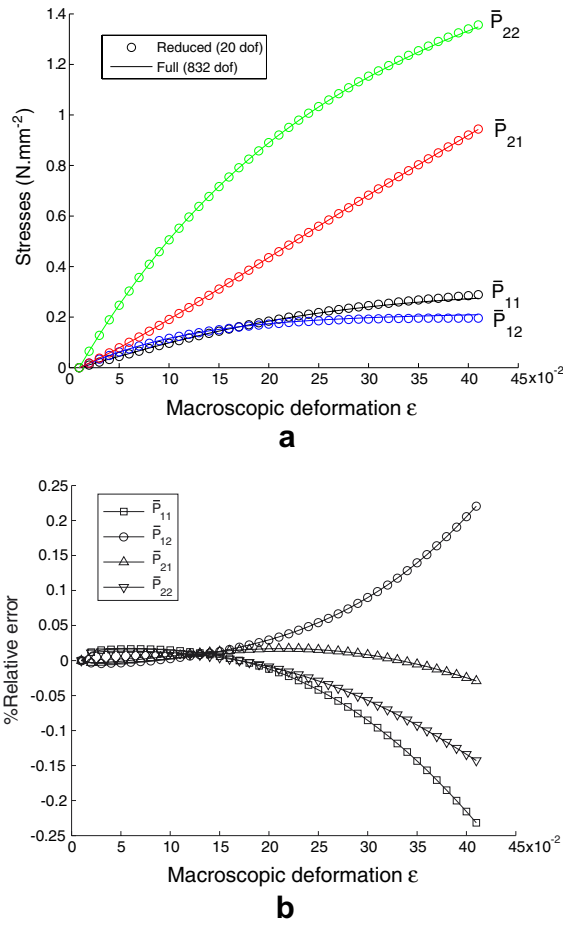 1.4
1.2
1
0.8
0.6
0.4
0.2
0
Stresses (N.mm⁻²)
Reduced (20 dof)
Full (832 dof)
P̄₂₂
P̄₂₁
P̄₁₁
P̄₁₂
0 5 10 15 20 25 30 35 40 45x10⁻²
Macroscopic deformation ε
a
0.25
0.2
0.15
0.1
0.05
0
-0.05
-0.1
-0.15
-0.2
-0.25
%Relative error
P̄₁₁
P̄₁₂
P̄₂₁
P̄₂₂
0 5 10 15 20 25 30 35 40 45x10⁻²
Macroscopic deformation ε
b